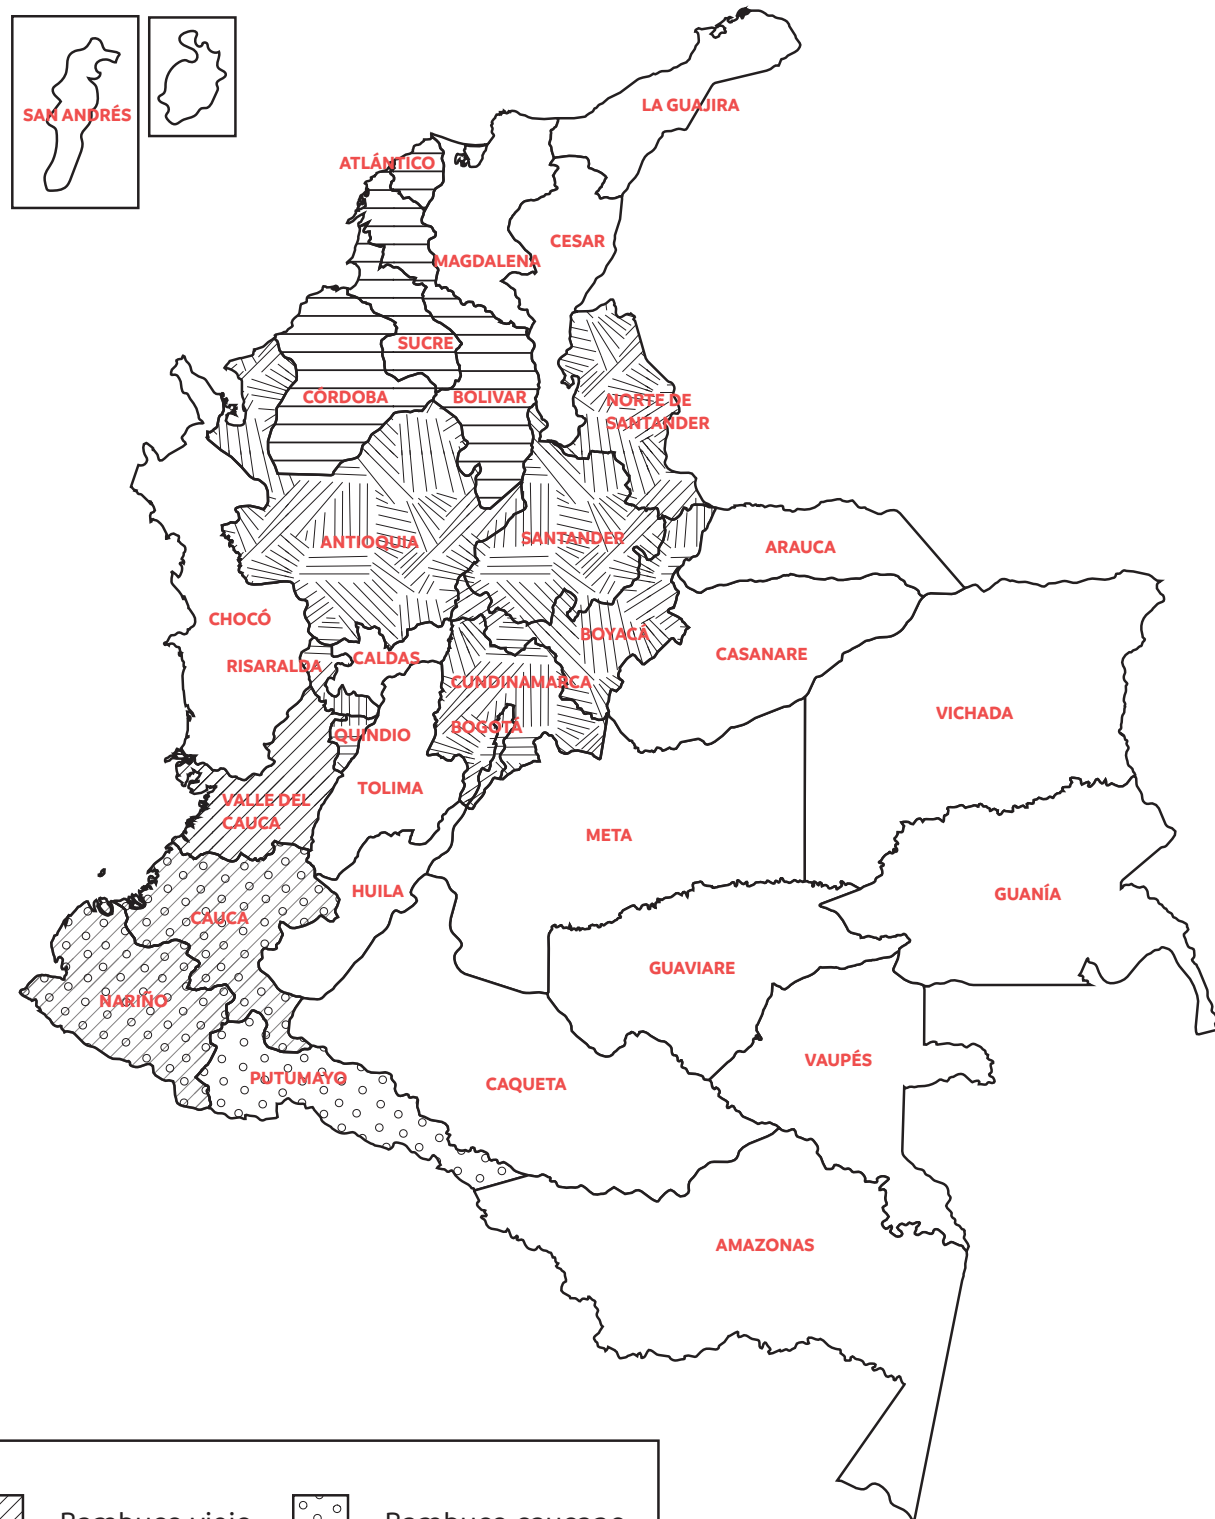 LA GUAJIRA
SAN ANDRÉS
ATLÁNTICO
CESAR
MAGDALENA
SUCRE
CÓRDOBA
BOLIVAR
NORTE DE
SANTANDER
ANTIOQUIA
SANTANDER
ARAUCA
CHOCÓ
BOYACÁ
CASANARE
RISARALDA
CALDAS
CUNDINAMARCA
VICHADA
BOGOTÁ
QUINDIO
TOLIMA
VALLE DEL
CAUCA
META
HUILA
GUANÍA
CAUCA
GUAVIARE
NARIÑO
VAUPÉS
PUTUMAYO
CAQUETA
AMAZONAS